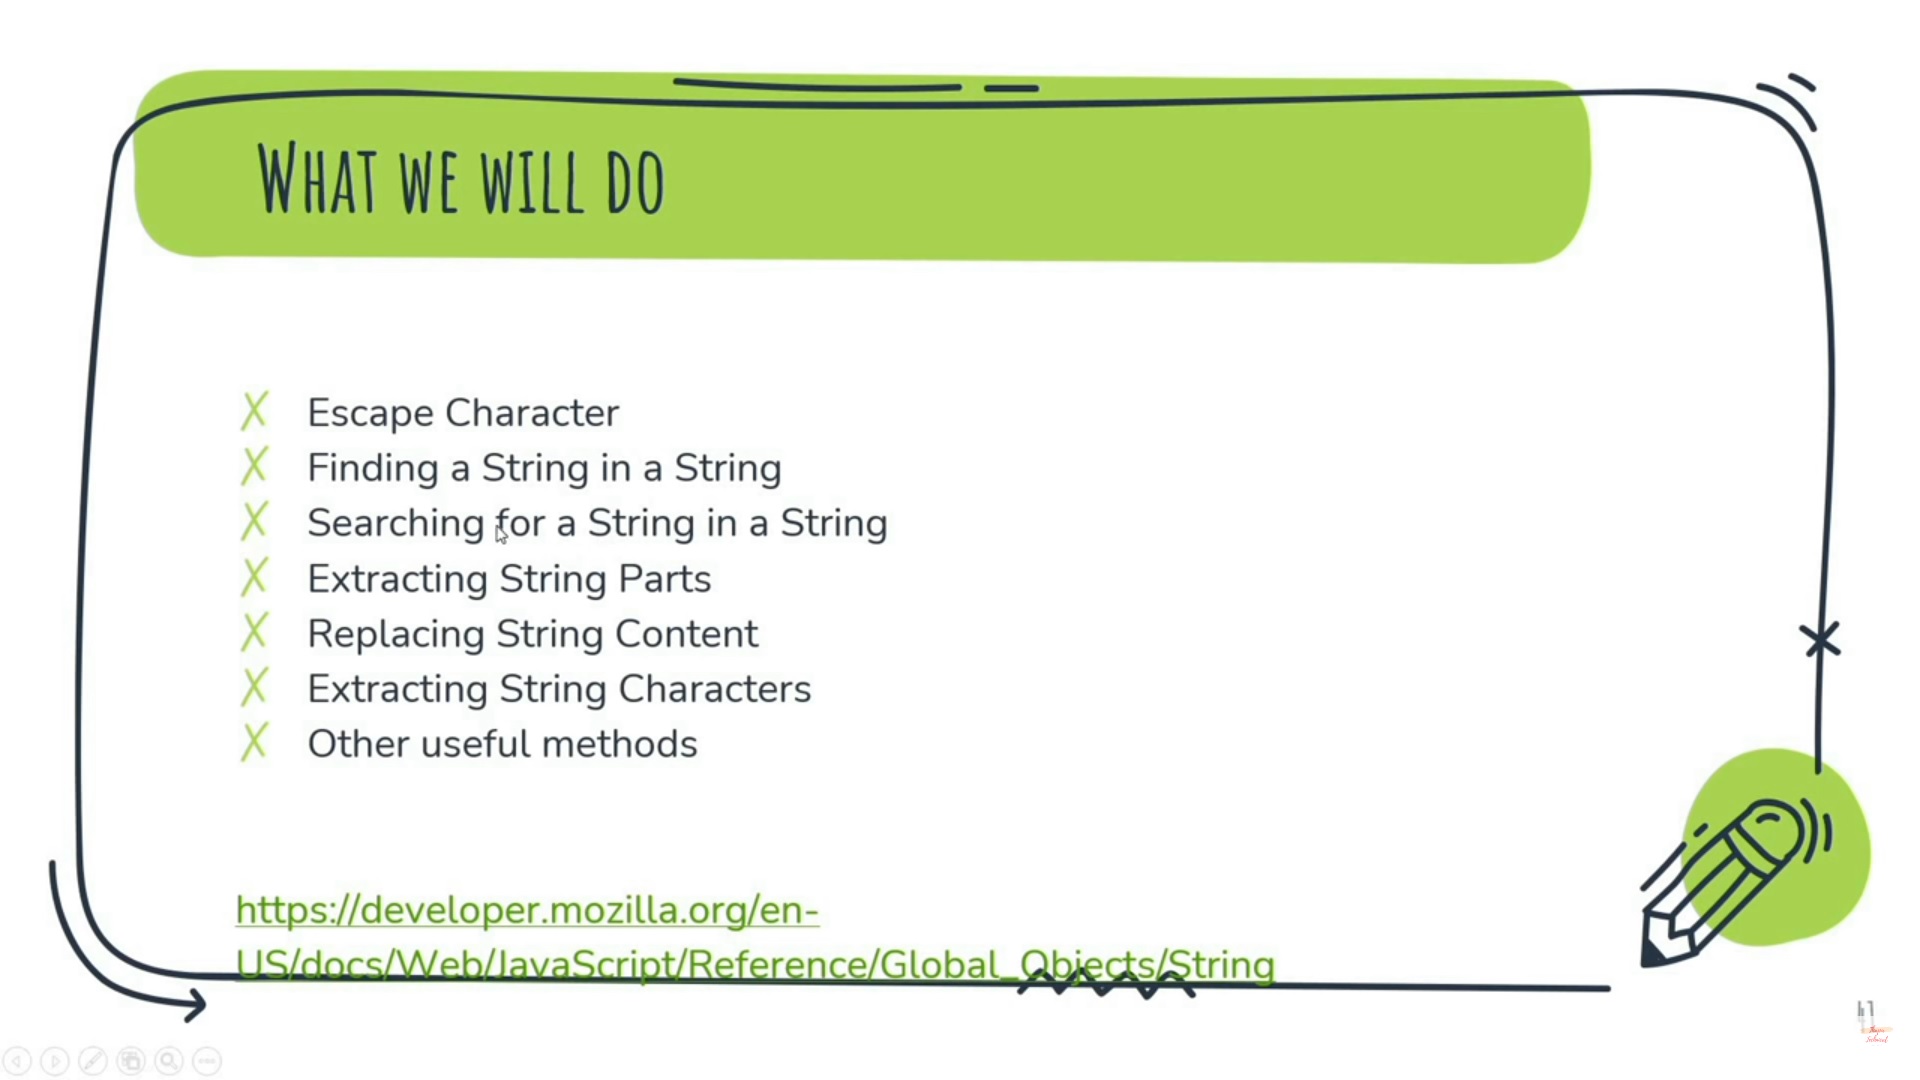 What we will do
Escape Character
Finding a String in a String
Searching for a String in a String
Extracting String Parts
Replacing String Content
Extracting String Characters
Other useful methods
https://developer.mozilla.org/en-
US/docs/Web/JavaScript/Reference/Global_Objects/String